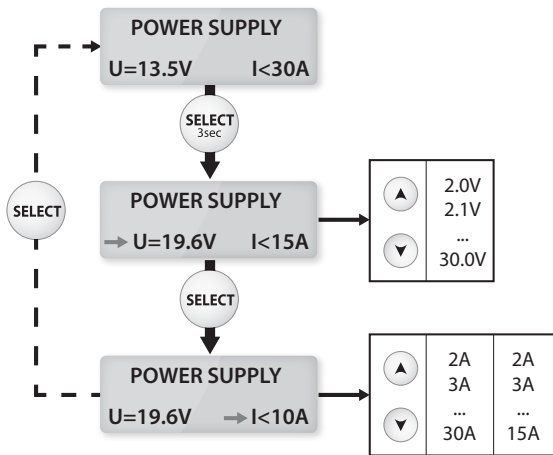 POWER SUPPLY
U=13.5V I<30A
SELECT
3sec
SELECT
POWER SUPPLY
U=19.6V I<15A
2.0V
2.1V
...
30.0V
SELECT
POWER SUPPLY
U=19.6V I<10A
2A 2A
3A 3A
... ...
30A 15A